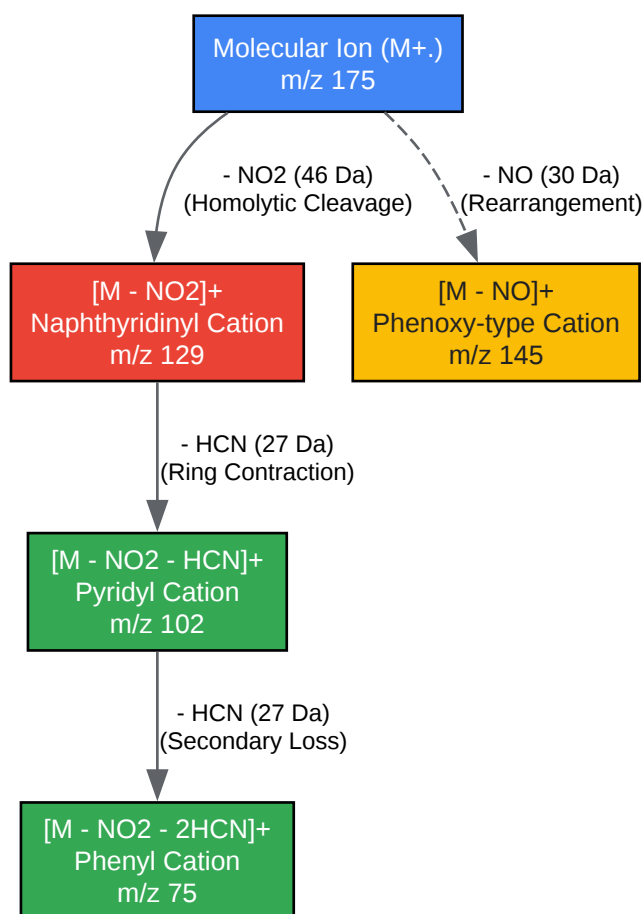 Molecular Ion (M+.)
m/z 175
- NO2 (46 Da)
(Homolytic Cleavage)
- NO (30 Da)
(Rearrangement)
[M - NO2]+
Naphthyridinyl Cation
m/z 129
[M - NO]+
Phenoxy-type Cation
m/z 145
- HCN (27 Da)
(Ring Contraction)
[M - NO2 - HCN]+
Pyridyl Cation
m/z 102
- HCN (27 Da)
(Secondary Loss)
[M - NO2 - 2HCN]+
Phenyl Cation
m/z 75